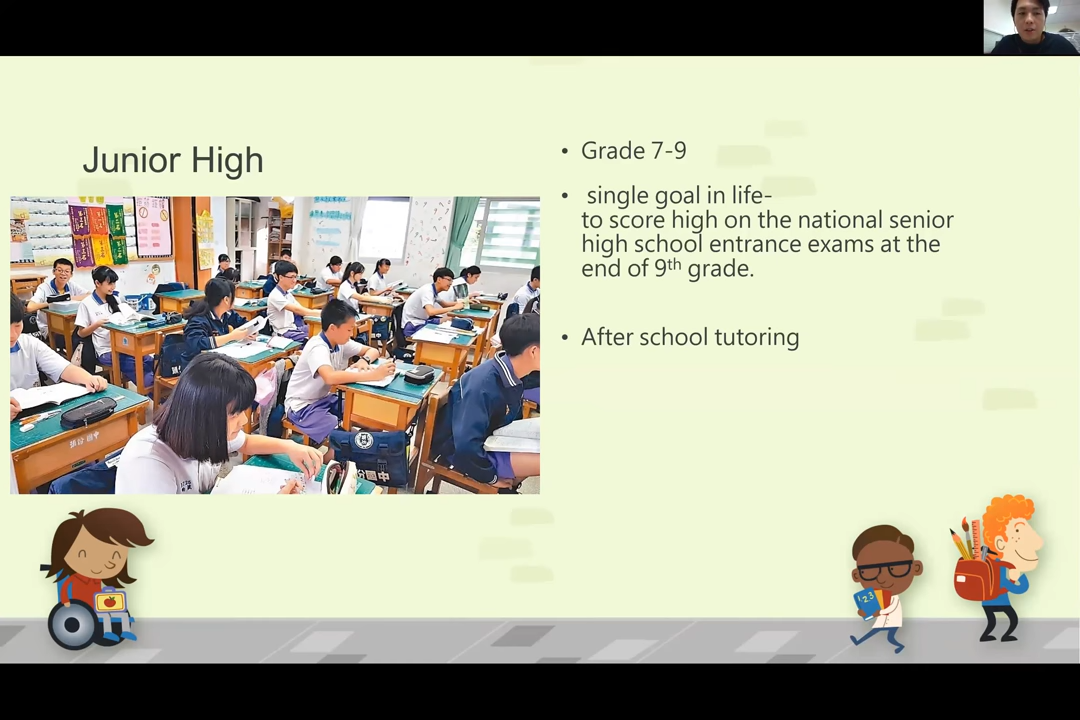 Junior High
• Grade 7-9
• single goal in life-
to score high on the national senior
high school entrance exams at the
end of 9th grade.
• After school tutoring
123